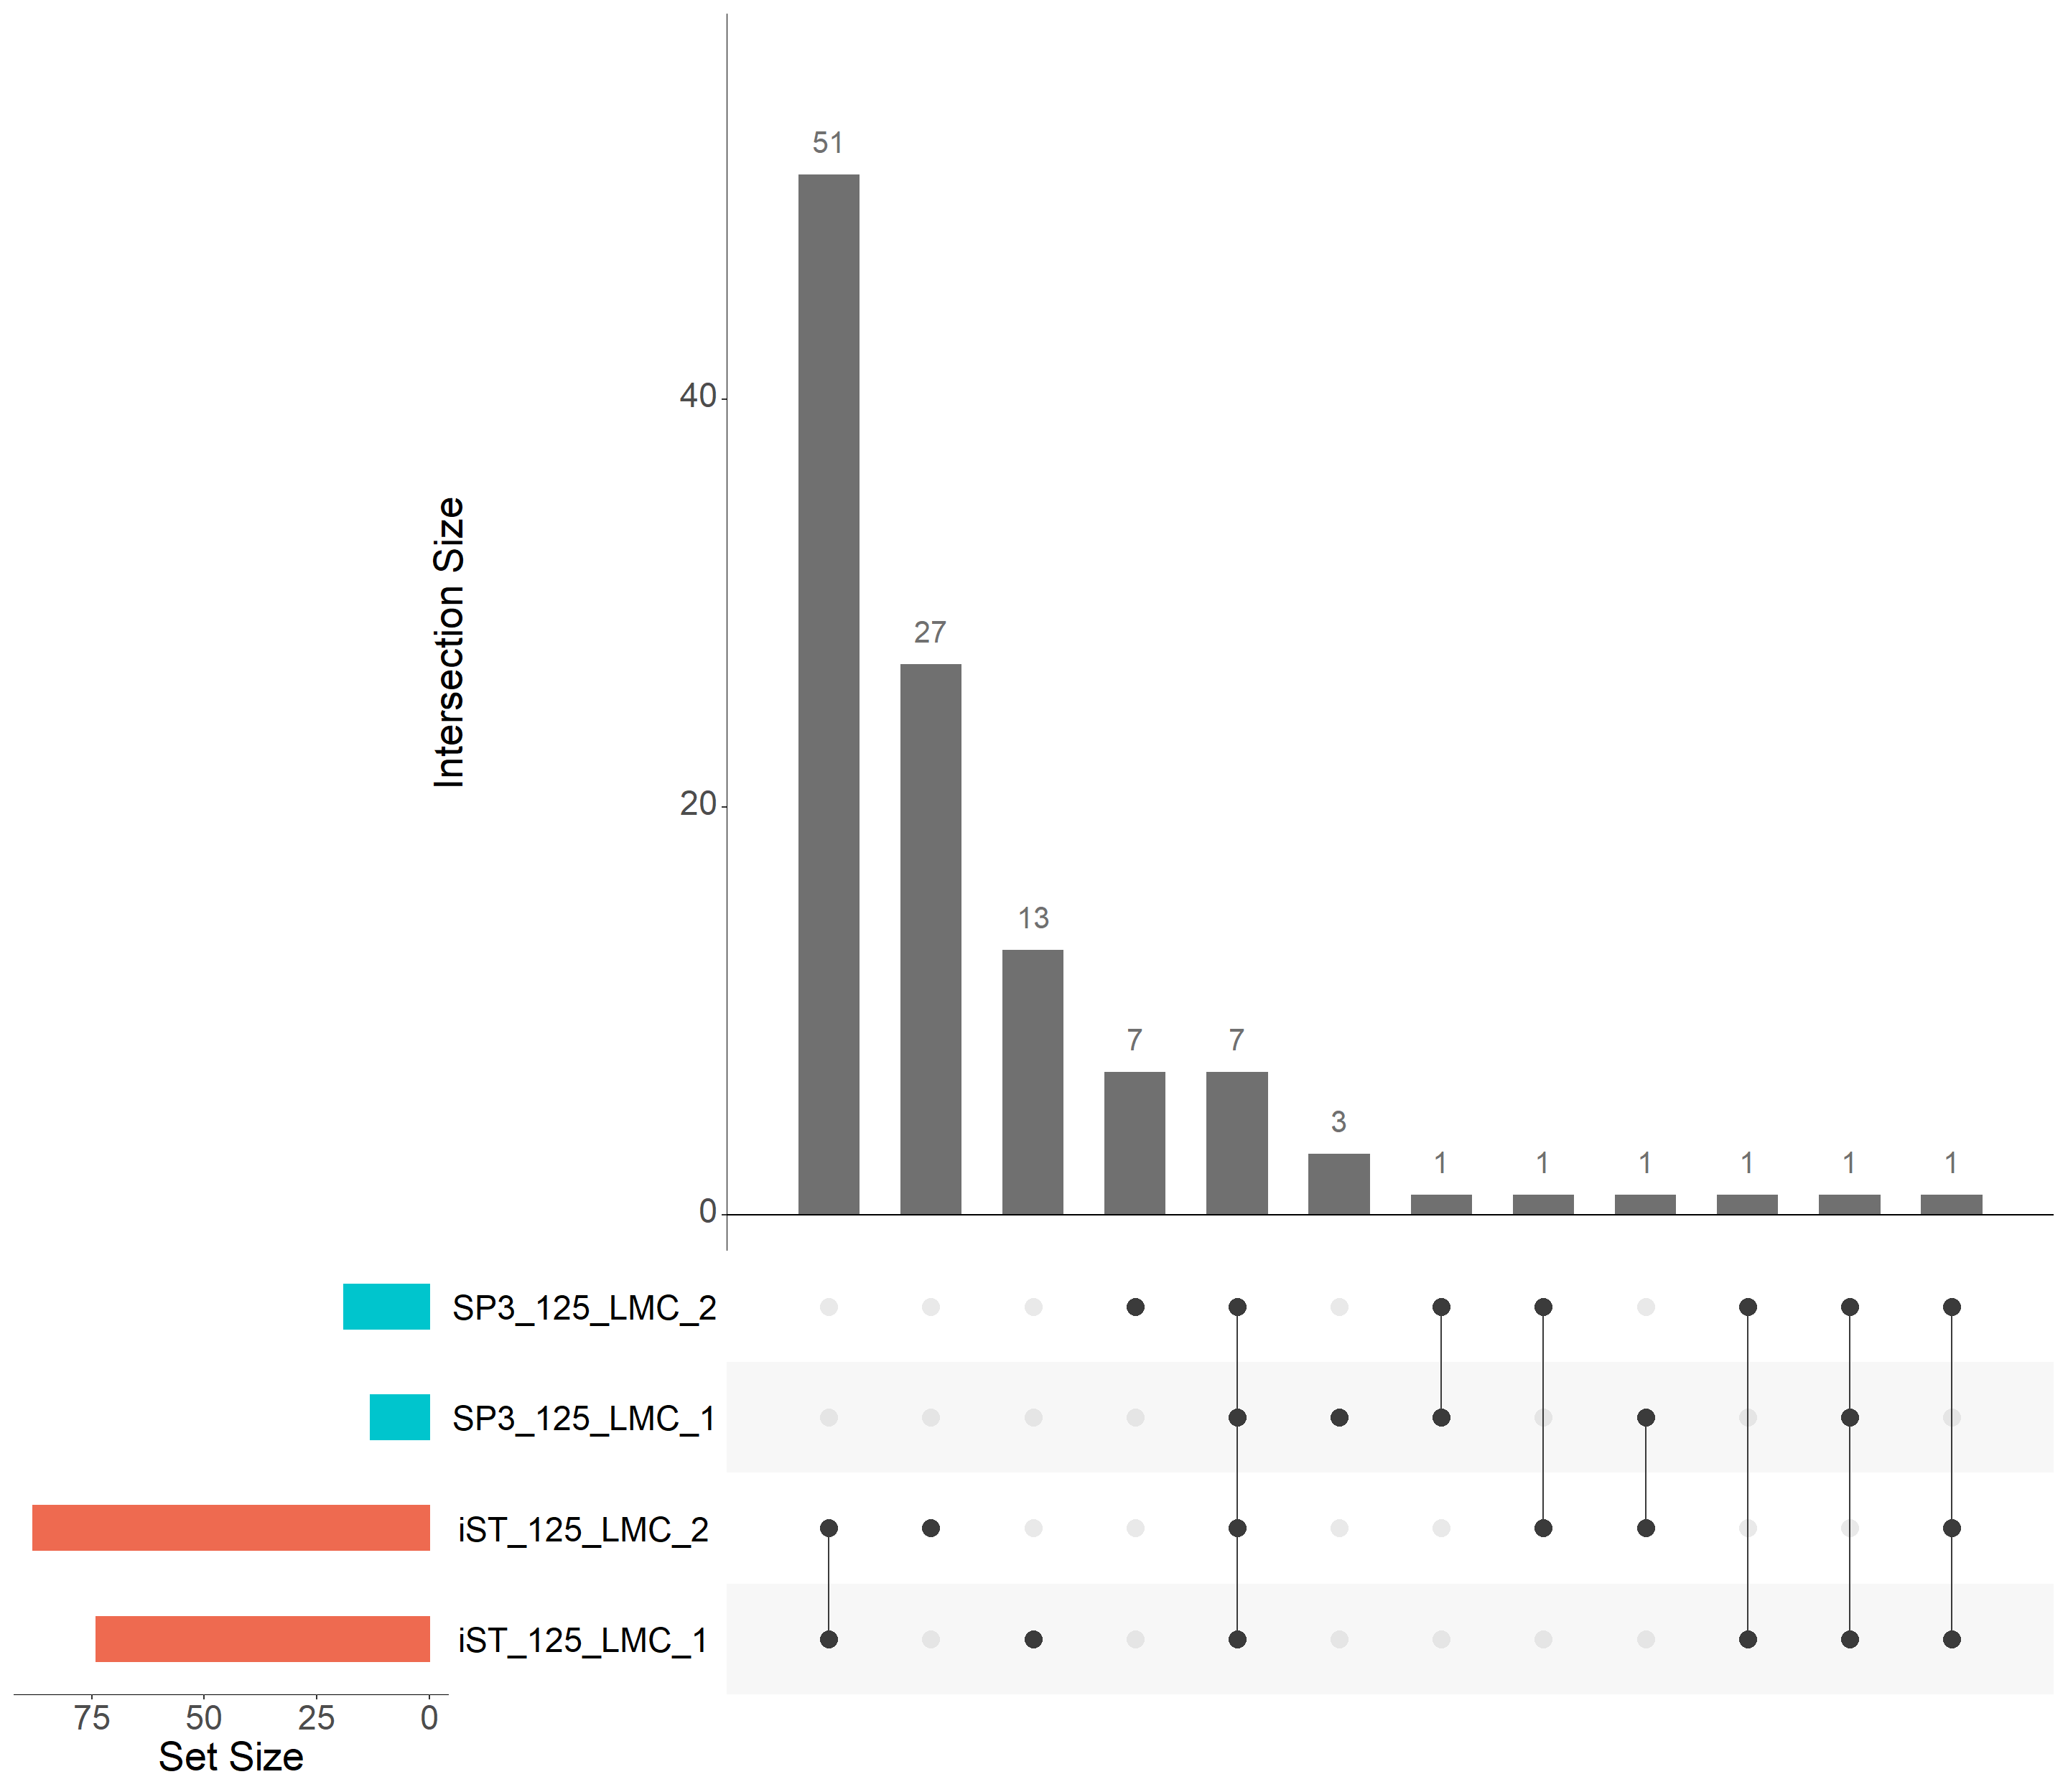 51
40
27
Intersection Size
20
13
7 7
3
1 1 1 1 1 1
0
SP3_125_LMC_2
SP3_125_LMC_1
iST_125_LMC_2
iST_125_LMC_1
75 50 25 0
Set Size